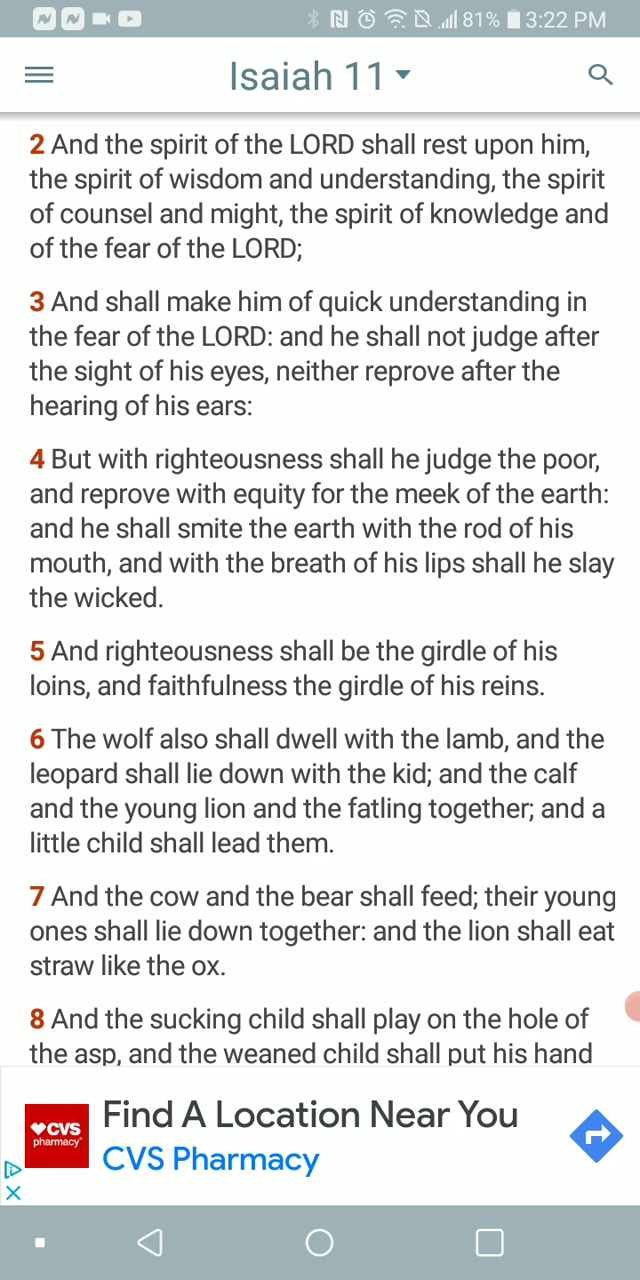 81% 3:22 PM
Isaiah 11
2 And the spirit of the LORD shall rest upon him,
the spirit of wisdom and understanding, the spirit
of counsel and might, the spirit of knowledge and
of the fear of the LORD;
3 And shall make him of quick understanding in
the fear of the LORD: and he shall not judge after
the sight of his eyes, neither reprove after the
hearing of his ears:
4 But with righteousness shall he judge the poor,
and reprove with equity for the meek of the earth:
and he shall smite the earth with the rod of his
mouth, and with the breath of his lips shall he slay
the wicked.
5 And righteousness shall be the girdle of his
loins, and faithfulness the girdle of his reins.
6 The wolf also shall dwell with the lamb, and the
leopard shall lie down with the kid; and the calf
and the young lion and the fatling together; and a
little child shall lead them.
7 And the cow and the bear shall feed; their young
ones shall lie down together: and the lion shall eat
straw like the ox.
8 And the sucking child shall play on the hole of
the asp, and the weaned child shall put his hand
CVS
pharmacy
Find A Location Near You
CVS Pharmacy